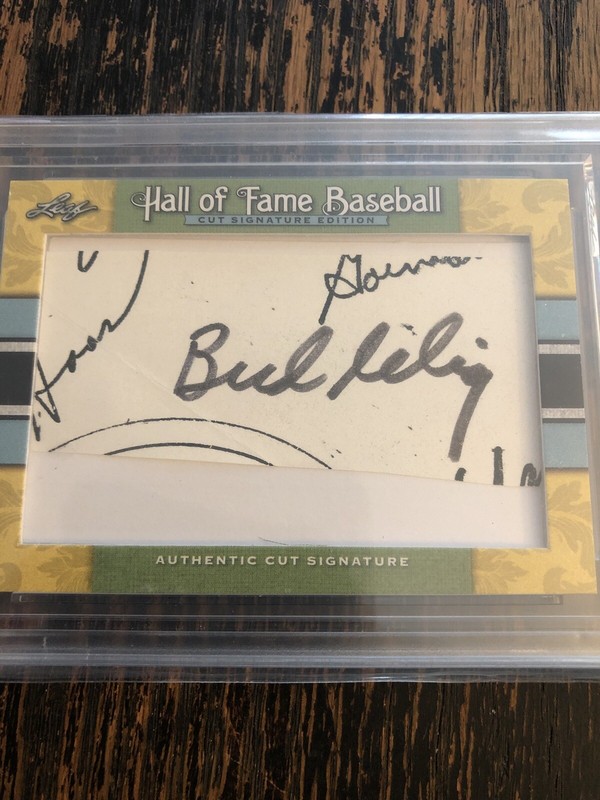 Leaf
Hall of Fame Baseball
CUT SIGNATURE EDITION
Bud Selig
AUTHENTIC CUT SIGNATURE